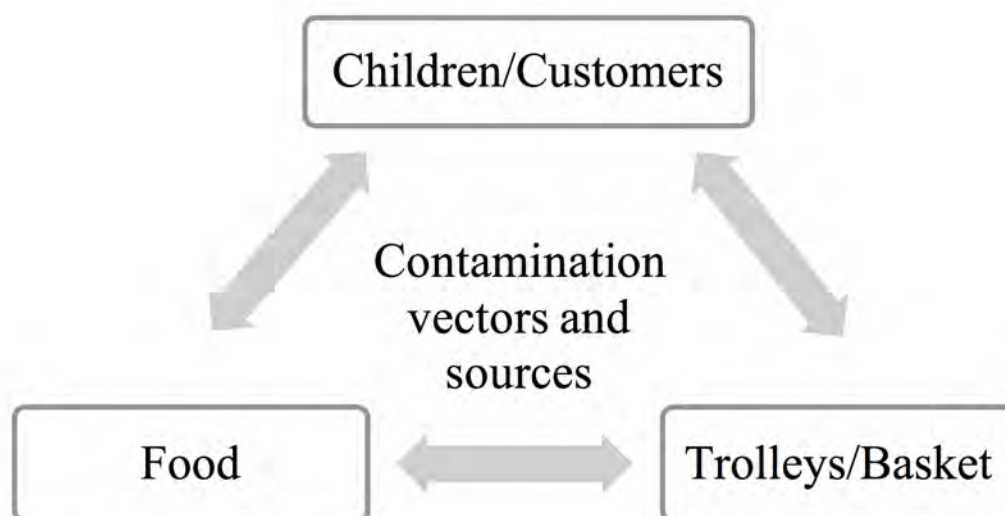 Children/Customers
Contamination
vectors and
sources
Food
Trolleys/Basket